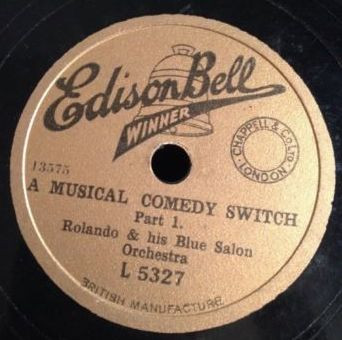 Edison Bell
WINNER
CHAPPELL & Co. LTD.
LONDON
13575
A MUSICAL COMEDY SWITCH
Part 1.
Rolando & his Blue Salon
Orchestra
L 5327
BRITISH MANUFACTURE